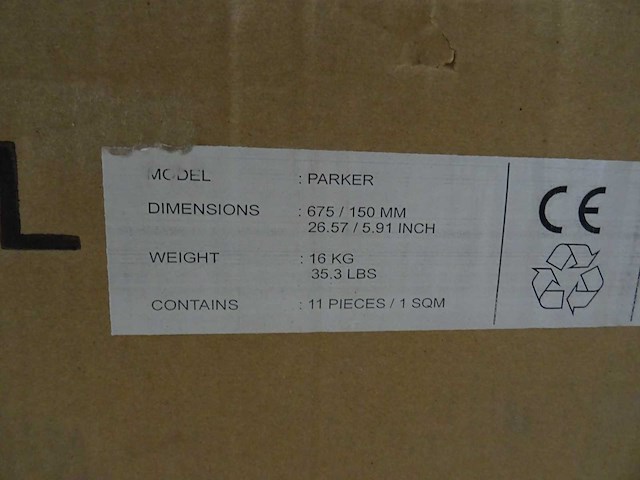 L
MODEL : PARKER
DIMENSIONS : 675 / 150 MM
26.57 / 5.91 INCH
WEIGHT : 16 KG
35.3 LBS
CONTAINS : 11 PIECES / 1 SQM
CE